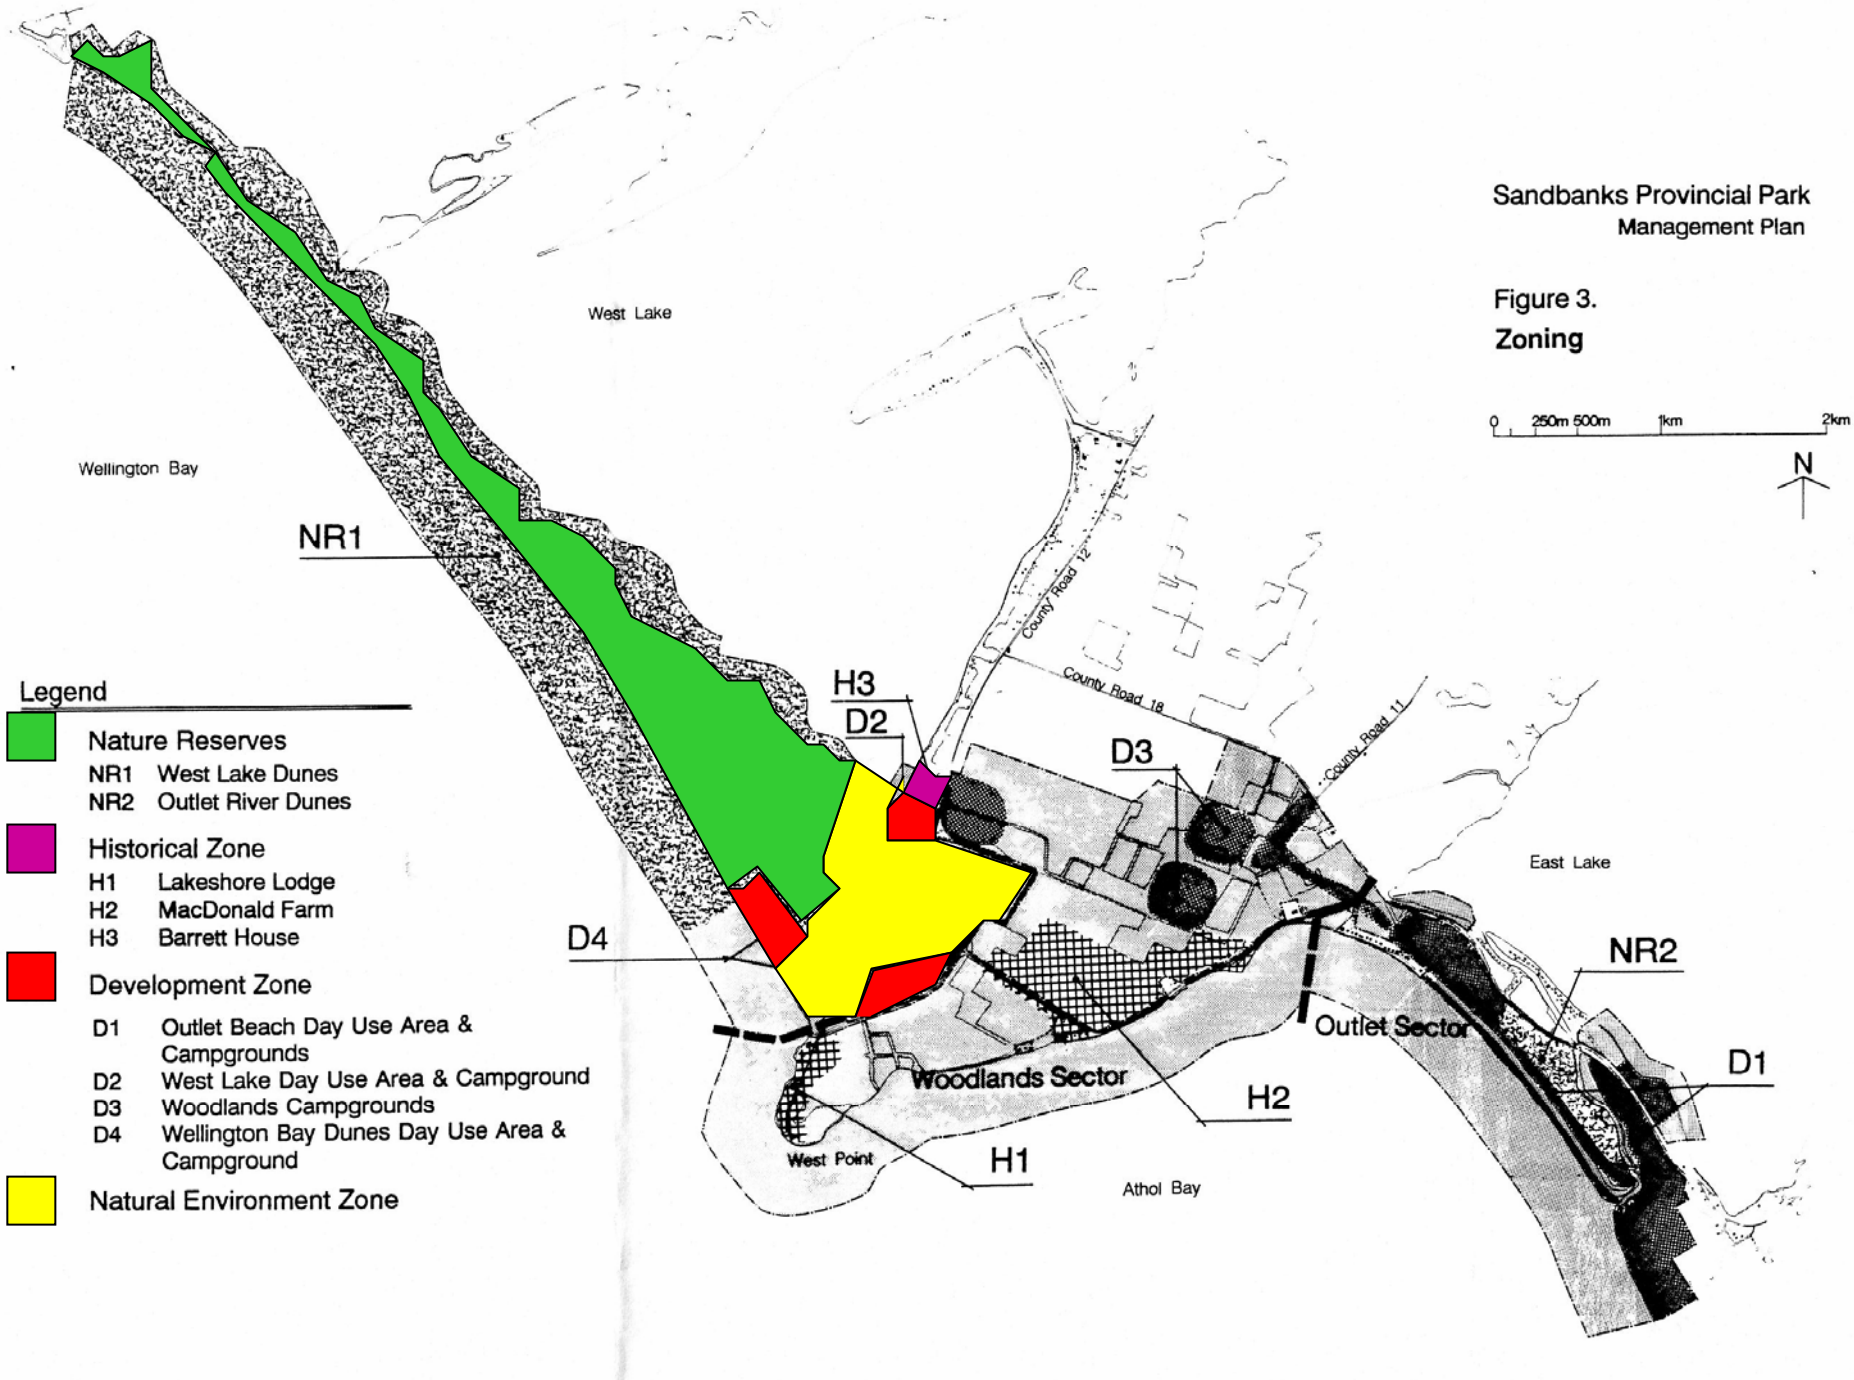 Sandbanks Provincial Park
Management Plan
Figure 3.
Zoning
0 250m 500m 1km 2km
N
West Lake
Wellington Bay
NR1
County Road 12
County Road 18
County Road 11
H3
D2
D3
East Lake
D4
NR2
Outlet Sector
D1
Woodlands Sector
H2
H1
West Point
Athol Bay
Legend
Nature Reserves
NR1 West Lake Dunes
NR2 Outlet River Dunes
Historical Zone
H1 Lakeshore Lodge
H2 MacDonald Farm
H3 Barrett House
Development Zone
D1 Outlet Beach Day Use Area &
Campgrounds
D2 West Lake Day Use Area & Campground
D3 Woodlands Campgrounds
D4 Wellington Bay Dunes Day Use Area &
Campground
Natural Environment Zone